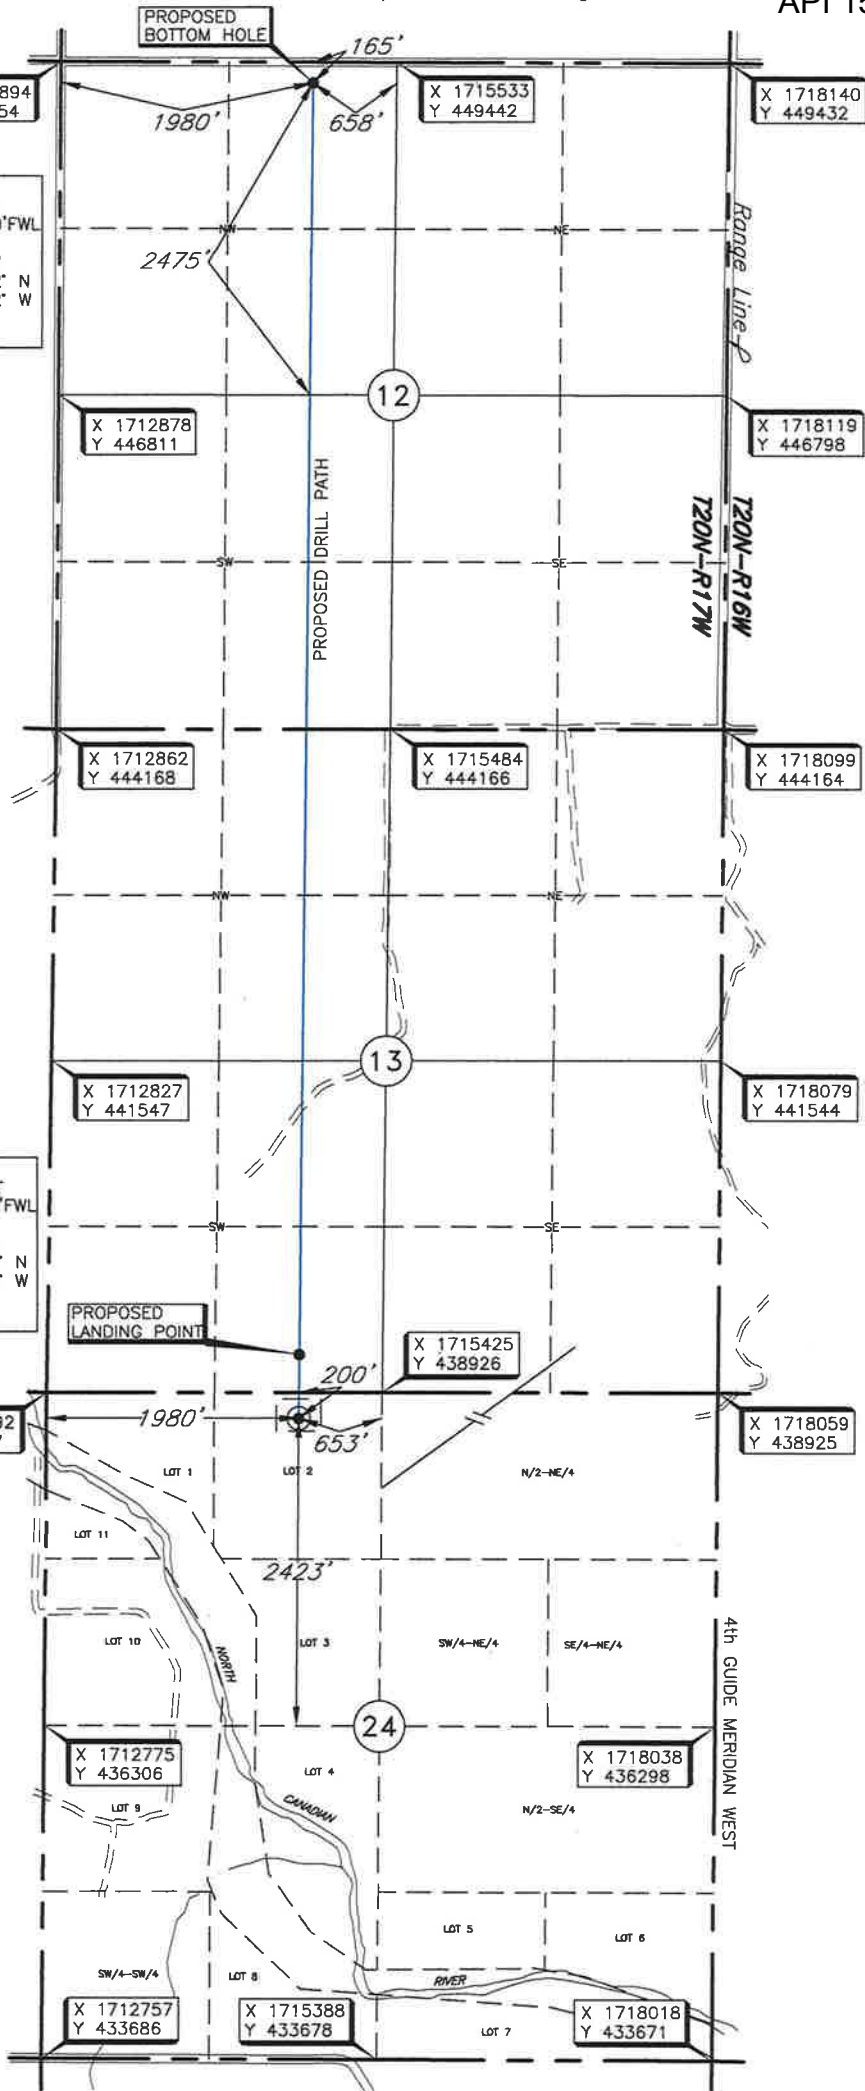 API 15
PROPOSED
BOTTOM HOLE
165'
894
54
X 1715533
Y 449442
X 1718140
Y 449432
1980'
658'
'FWL
NW
NE
Range Line
2475'
N
W
12
X 1712878
Y 446811
X 1718119
Y 446798
PROPOSED DRILL PATH
T20N-R17W
T20N-R16W
SW
SE
X 1712862
Y 444168
X 1715484
Y 444166
X 1718099
Y 444164
NW
NE
13
X 1712827
Y 441547
X 1718079
Y 441544
'FWL
SW
SE
N
W
PROPOSED
LANDING POINT
X 1715425
Y 438926
200'
92
1980'
653'
X 1718059
Y 438925
LOT 1
LOT 2
N/2-NE/4
LOT 11
2423'
LOT 10
NORTH
LOT 3
SW/4-NE/4
SE/4-NE/4
4th GUIDE MERIDIAN WEST
24
X 1712775
Y 436306
X 1718038
Y 436298
LOT 4
LOT 9
CANADIAN
N/2-SE/4
LOT 5
LOT 6
SW/4-SW/4
LOT 8
RIVER
X 1712757
Y 433686
X 1715388
Y 433678
LOT 7
X 1718018
Y 433671